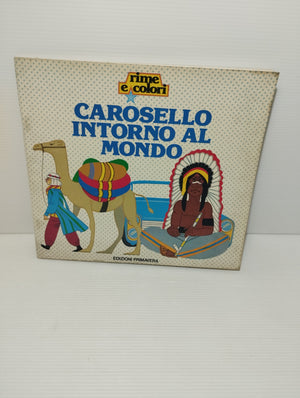 rime
e colori
CAROSELLO
INTORNO AL
MONDO
EDIZIONI PRIMAVERA